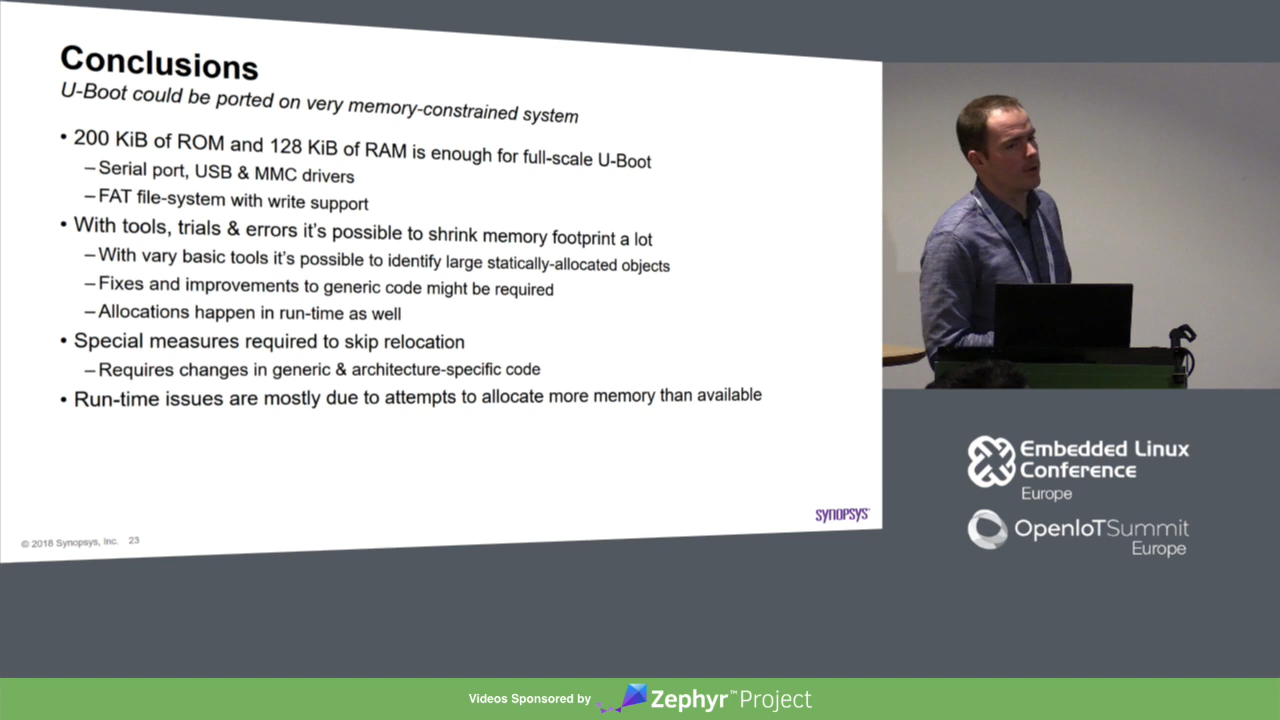 Conclusions
U-Boot could be ported on very memory-constrained system
• 200 KiB of ROM and 128 KiB of RAM is enough for full-scale U-Boot
– Serial port, USB & MMC drivers
– FAT file-system with write support
• With tools, trials & errors it's possible to shrink memory footprint a lot
– With vary basic tools it's possible to identify large statically-allocated objects
– Fixes and improvements to generic code might be required
– Allocations happen in run-time as well
• Special measures required to skip relocation
– Requires changes in generic & architecture-specific code
• Run-time issues are mostly due to attempts to allocate more memory than available
SYNOPSYS®
© 2018 Synopsys, Inc. 23
Embedded Linux
Conference
Europe
OpenIoTSummit
Europe
Videos Sponsored by Zephyr™Project